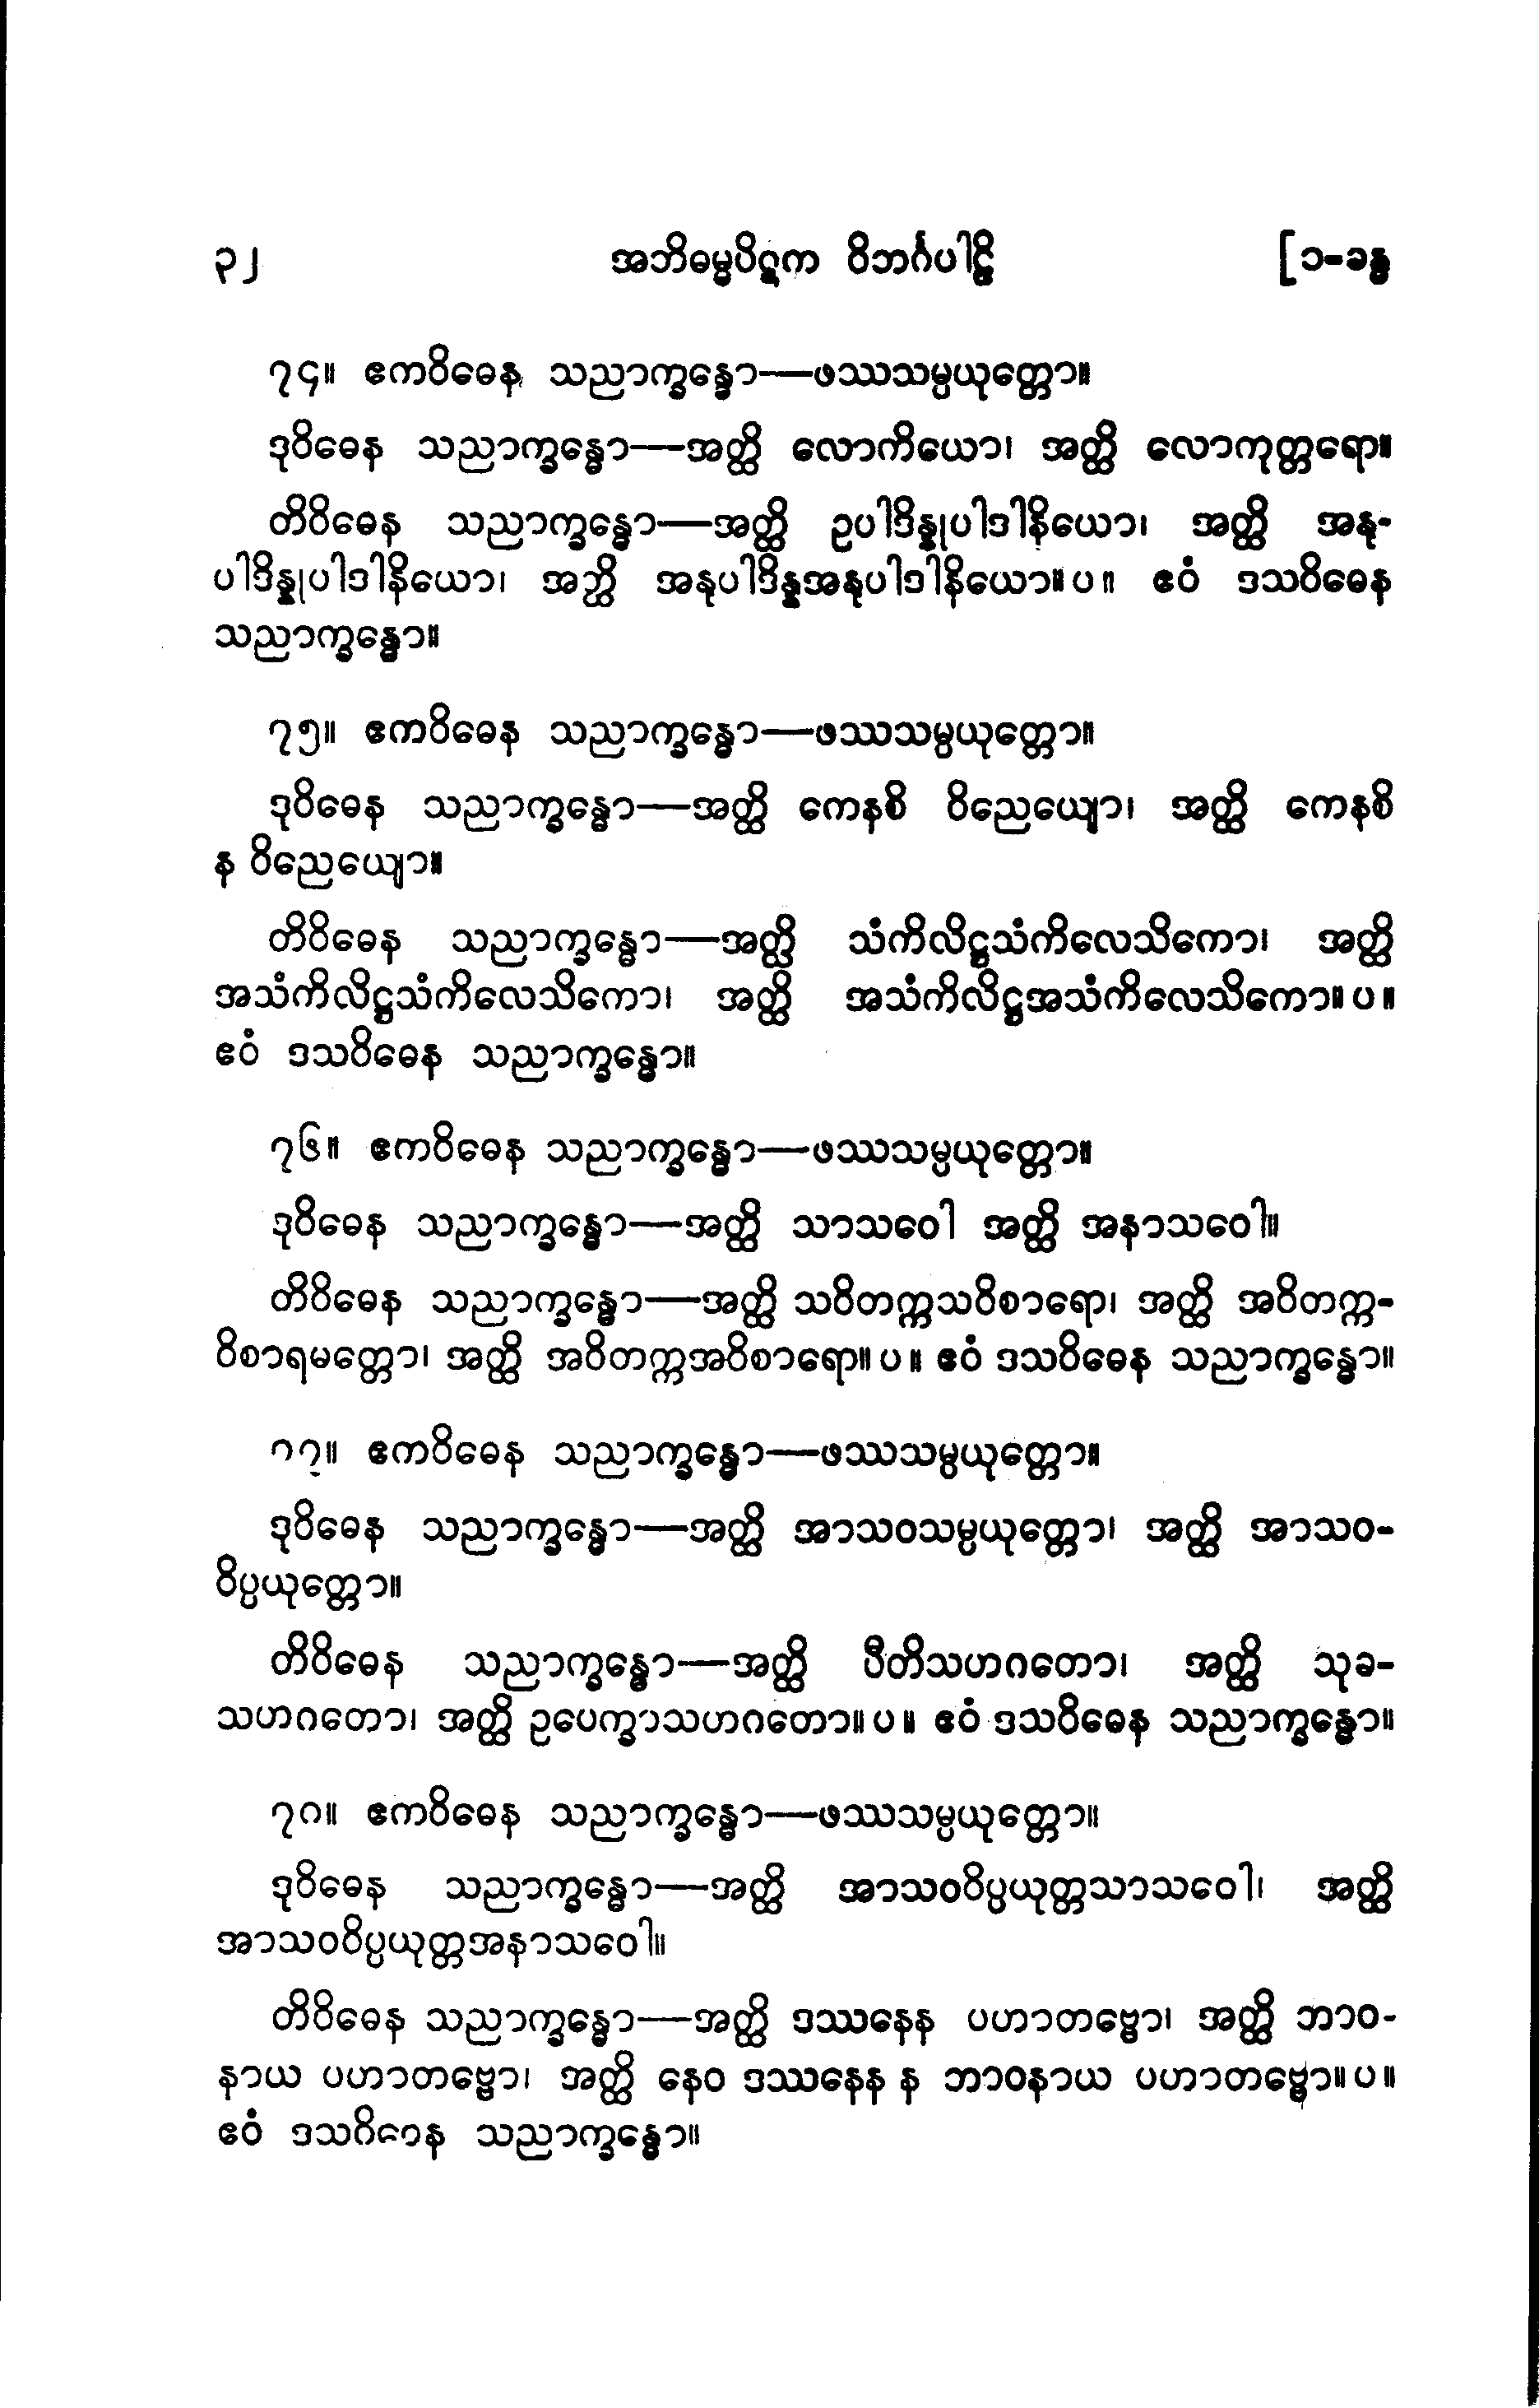 ၃၂ အဘိဓမ္မပိဋက ဝိဘင်္ဂပါဠိ [၁-ခန္ဓ
၇၄။ ဧကဝိဓေန သညာက္ခန္ဓော—ဖဿသမ္ပယုတ္တော။
ဒုဝိဓေန သညာက္ခန္ဓော—အတ္ထိ လောကိယော၊ အတ္ထိ လောကုတ္တရော။
တိဝိဓေန သညာက္ခန္ဓော—အတ္ထိ ဥပါဒိန္နုပါဒါနိယော၊ အတ္ထိ အနု-
ပါဒိန္နုပါဒါနိယော၊ အတ္ထိ အနုပါဒိန္နအနုပါဒါနိယော။ပ။ ဧဝံ ဒသဝိဓေန
သညာက္ခန္ဓော။
၇၅။ ဧကဝိဓေန သညာက္ခန္ဓော—ဖဿသမ္ပယုတ္တော။
ဒုဝိဓေန သညာက္ခန္ဓော—အတ္ထိ ကေနစိ ဝိညေယျော၊ အတ္ထိ ကေနစိ
န ဝိညေယျော။
တိဝိဓေန သညာက္ခန္ဓော—အတ္ထိ သံကိလိဋ္ဌသံကိလေသိကော၊ အတ္ထိ
အသံကိလိဋ္ဌသံကိလေသိကော၊ အတ္ထိ အသံကိလိဋ္ဌအသံကိလေသိကော။ပ။
ဧဝံ ဒသဝိဓေန သညာက္ခန္ဓော။
၇၆။ ဧကဝိဓေန သညာက္ခန္ဓော—ဖဿသမ္ပယုတ္တော။
ဒုဝိဓေန သညာက္ခန္ဓော—အတ္ထိ သာသဝေါ အတ္ထိ အနာသဝေါ။
တိဝိဓေန သညာက္ခန္ဓော—အတ္ထိ သဝိတက္ကသဝိစာရော၊ အတ္ထိ အဝိတက္က-
ဝိစာရမတ္တော၊ အတ္ထိ အဝိတက္ကအဝိစာရော။ပ။ ဧဝံ ဒသဝိဓေန သညာက္ခန္ဓော။
၇၇။ ဧကဝိဓေန သညာက္ခန္ဓော—ဖဿသမ္ပယုတ္တော။
ဒုဝိဓေန သညာက္ခန္ဓော—အတ္ထိ အာသဝသမ္ပယုတ္တော၊ အတ္ထိ အာသဝ-
ဝိပ္ပယုတ္တော။
တိဝိဓေန သညာက္ခန္ဓော—အတ္ထိ ပီတိသဟဂတော၊ အတ္ထိ သုခ-
သဟဂတော၊ အတ္ထိ ဥပေက္ခာသဟဂတော။ပ။ ဧဝံ ဒသဝိဓေန သညာက္ခန္ဓော။
၇၈။ ဧကဝိဓေန သညာက္ခန္ဓော—ဖဿသမ္ပယုတ္တော။
ဒုဝိဓေန သညာက္ခန္ဓော—အတ္ထိ အာသဝဝိပ္ပယုတ္တသာသဝေါ၊ အတ္ထိ
အာသဝဝိပ္ပယုတ္တအနာသဝေါ။
တိဝိဓေန သညာက္ခန္ဓော—အတ္ထိ ဒဿနေန ပဟာတဗ္ဗော၊ အတ္ထိ ဘာဝ-
နာယ ပဟာတဗ္ဗော၊ အတ္ထိ နေဝ ဒဿနေန န ဘာဝနာယ ပဟာတဗ္ဗော။ပ။
ဧဝံ ဒသဝိဓေန သညာက္ခန္ဓော။